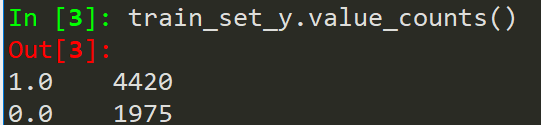 In [3]: train_set_y.value_counts()
Out[3]:
1.0    4420
0.0    1975